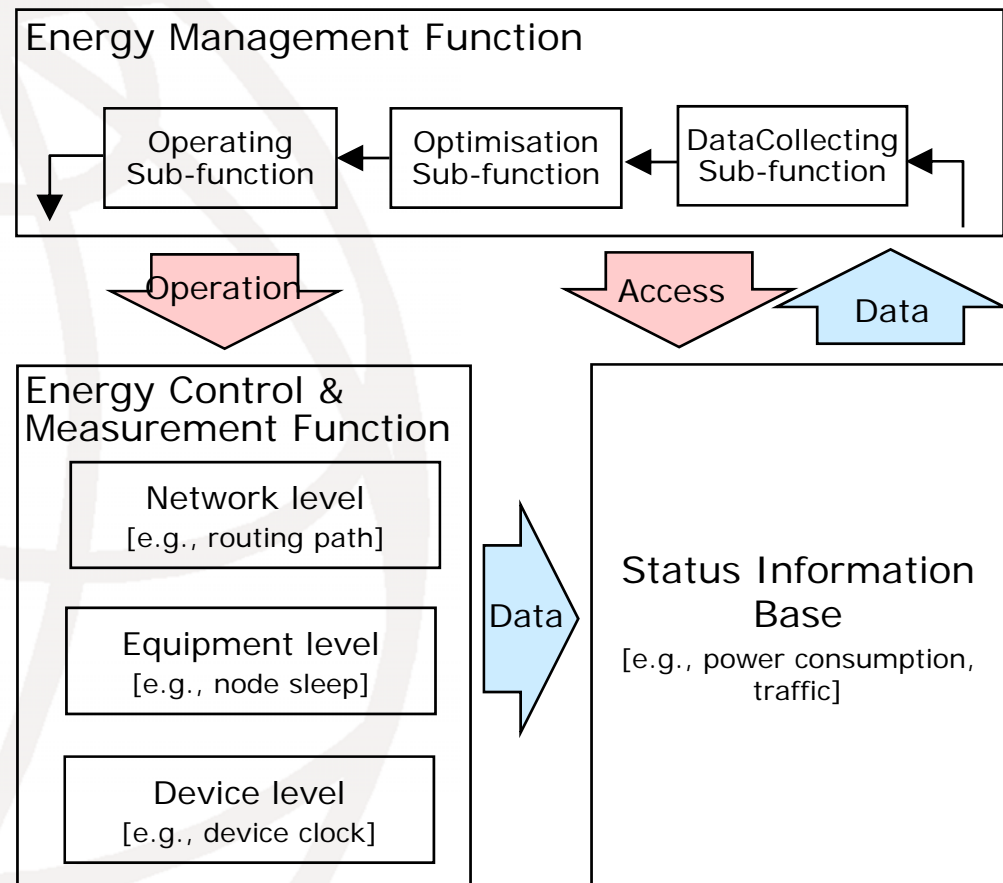 Energy Management Function
Operating
Sub-function
Optimisation
Sub-function
DataCollecting
Sub-function
Operation
Access
Data
Energy Control &
Measurement Function
Network level
[e.g., routing path]
Equipment level
[e.g., node sleep]
Device level
[e.g., device clock]
Data
Status Information
Base
[e.g., power consumption,
traffic]